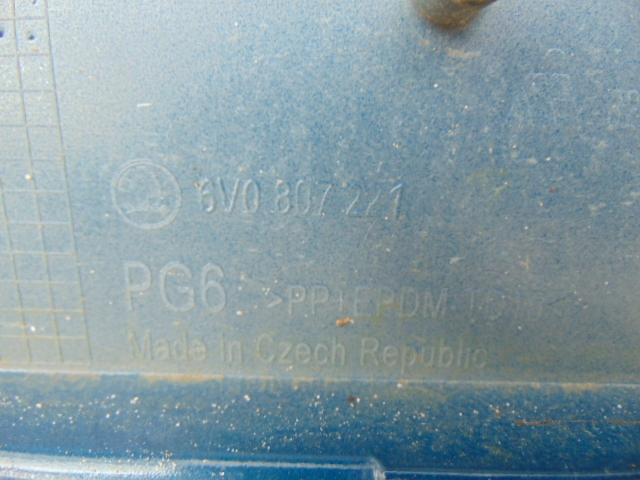 6V0 807 221
PG6 >PP+EPDM
Made in Czech Republic